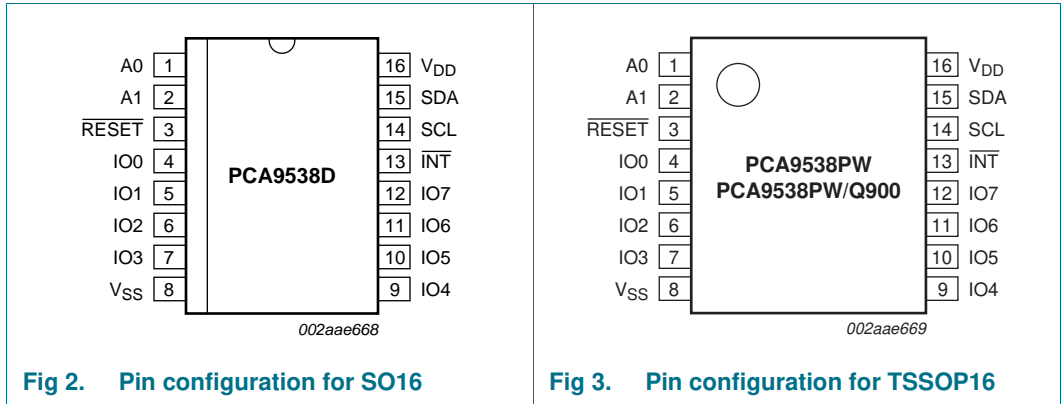 A0 1 16 VDD
A1 2 15 SDA
RESET 3 14 SCL
IO0 4 13 INT
IO1 5 12 IO7
IO2 6 11 IO6
IO3 7 10 IO5
VSS 8 9 IO4
PCA9538D
002aae668
Fig 2. Pin configuration for SO16
A0 1 16 VDD
A1 2 15 SDA
RESET 3 14 SCL
IO0 4 13 INT
IO1 5 12 IO7
IO2 6 11 IO6
IO3 7 10 IO5
VSS 8 9 IO4
PCA9538PW
PCA9538PW/Q900
002aae669
Fig 3. Pin configuration for TSSOP16